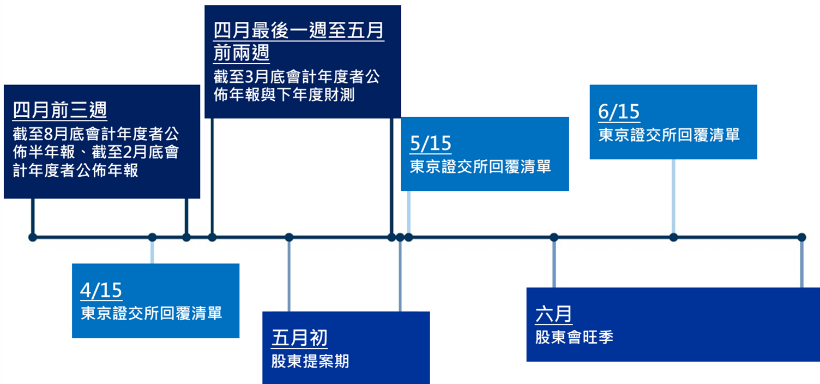 四月前三週
截至8月底會計年度者公
佈半年報、截至2月底會
計年度者公佈年報
四月最後一週至五月
前兩週
截至3月底會計年度者公
佈年報與下年度財測
5/15
東京證交所回覆清單
6/15
東京證交所回覆清單
4/15
東京證交所回覆清單
五月初
股東提案期
六月
股東會旺季